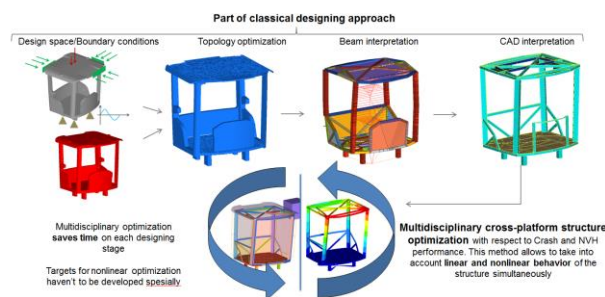 Part of classical designing approach
Design space/Boundary conditions
Topology optimization
Beam interpretation
CAD interpretation
Multidisciplinary optimization
saves time on each designing
stage
Targets for nonlinear optimization
haven't to be developed spesially
Multidisciplinary cross-platform structure
optimization with respect to Crash and NVH
performance. This method allows to take into
account linear and nonlinear behavior of
the structure simultaneously